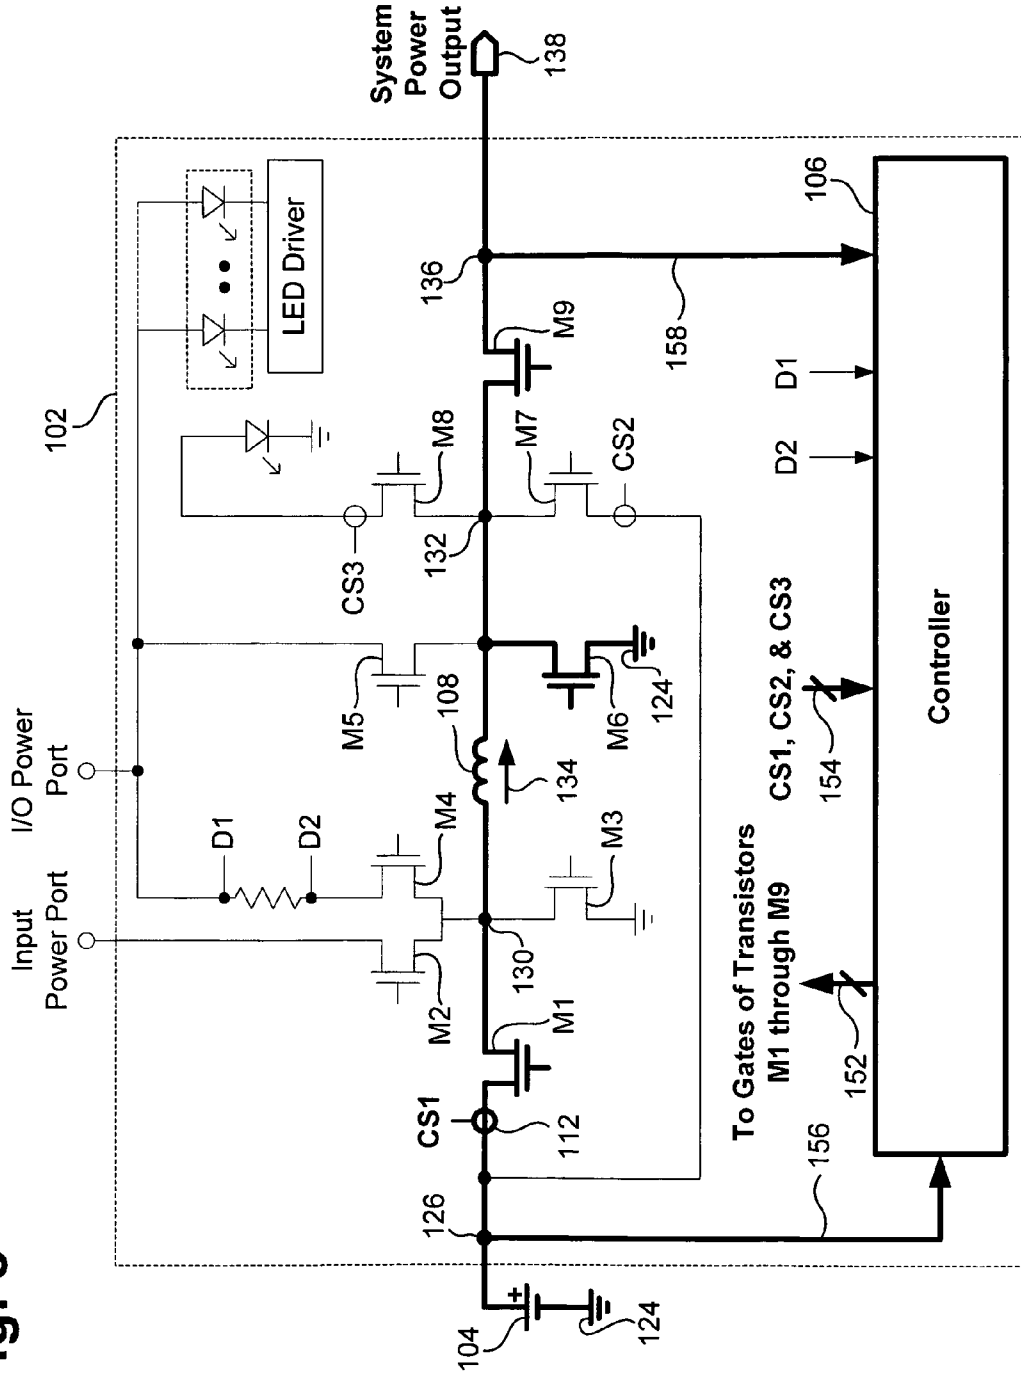 System
Power
Output
138
102
LED Driver
136
M9
106
158
D1
D2
M8
M7
CS2
CS3
132
I/O Power
Port
M5
108
M6
124
134
CS1, CS2, & CS3
154
Controller
Input
Power Port
D1
D2
M4
M3
M2
130
M1
To Gates of Transistors
M1 through M9
152
CS1
112
126
156
104
+
124